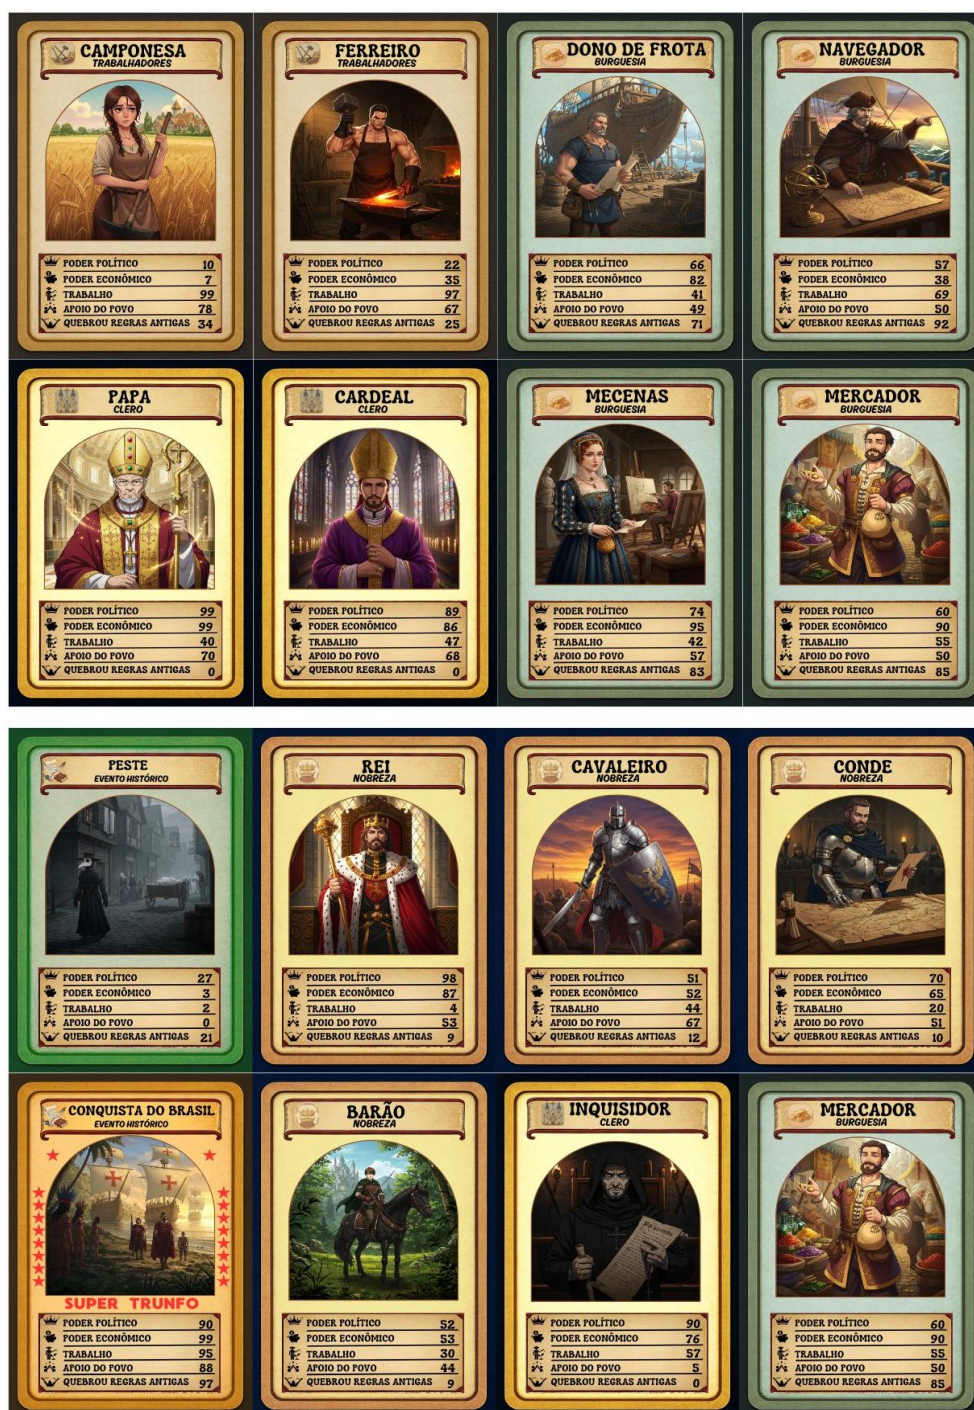 CAMPONESA
TRABALHADORES
PODER POLÍTICO 10
PODER ECONÔMICO 7
TRABALHO 99
APOIO DO POVO 78
QUEBROU REGRAS ANTIGAS 34
FERREIRO
TRABALHADORES
PODER POLÍTICO 22
PODER ECONÔMICO 35
TRABALHO 97
APOIO DO POVO 67
QUEBROU REGRAS ANTIGAS 25
DONO DE FROTA
BURGUESIA
PODER POLÍTICO 66
PODER ECONÔMICO 82
TRABALHO 41
APOIO DO POVO 49
QUEBROU REGRAS ANTIGAS 71
NAVEGADOR
BURGUESIA
PODER POLÍTICO 57
PODER ECONÔMICO 38
TRABALHO 69
APOIO DO POVO 50
QUEBROU REGRAS ANTIGAS 92
PAPA
CLERO
PODER POLÍTICO 99
PODER ECONÔMICO 99
TRABALHO 40
APOIO DO POVO 70
QUEBROU REGRAS ANTIGAS 0
CARDEAL
CLERO
PODER POLÍTICO 89
PODER ECONÔMICO 86
TRABALHO 47
APOIO DO POVO 68
QUEBROU REGRAS ANTIGAS 0
MECENAS
BURGUESIA
PODER POLÍTICO 74
PODER ECONÔMICO 95
TRABALHO 42
APOIO DO POVO 57
QUEBROU REGRAS ANTIGAS 83
MERCADOR
BURGUESIA
PODER POLÍTICO 60
PODER ECONÔMICO 90
TRABALHO 55
APOIO DO POVO 50
QUEBROU REGRAS ANTIGAS 85
PESTE
EVENTO HISTÓRICO
PODER POLÍTICO 27
PODER ECONÔMICO 3
TRABALHO 2
APOIO DO POVO 0
QUEBROU REGRAS ANTIGAS 21
REI
NOBREZA
PODER POLÍTICO 98
PODER ECONÔMICO 87
TRABALHO 4
APOIO DO POVO 53
QUEBROU REGRAS ANTIGAS 9
CAVALEIRO
NOBREZA
PODER POLÍTICO 51
PODER ECONÔMICO 52
TRABALHO 44
APOIO DO POVO 67
QUEBROU REGRAS ANTIGAS 12
CONDE
NOBREZA
PODER POLÍTICO 70
PODER ECONÔMICO 65
TRABALHO 20
APOIO DO POVO 51
QUEBROU REGRAS ANTIGAS 10
CONQUISTA DO BRASIL
EVENTO HISTÓRICO
SUPER TRUNFO
PODER POLÍTICO 90
PODER ECONÔMICO 99
TRABALHO 95
APOIO DO POVO 88
QUEBROU REGRAS ANTIGAS 97
BARÃO
NOBREZA
PODER POLÍTICO 52
PODER ECONÔMICO 53
TRABALHO 30
APOIO DO POVO 44
QUEBROU REGRAS ANTIGAS 9
INQUISIDOR
CLERO
PODER POLÍTICO 90
PODER ECONÔMICO 76
TRABALHO 57
APOIO DO POVO 5
QUEBROU REGRAS ANTIGAS 0
MERCADOR
BURGUESIA
PODER POLÍTICO 60
PODER ECONÔMICO 90
TRABALHO 55
APOIO DO POVO 50
QUEBROU REGRAS ANTIGAS 85